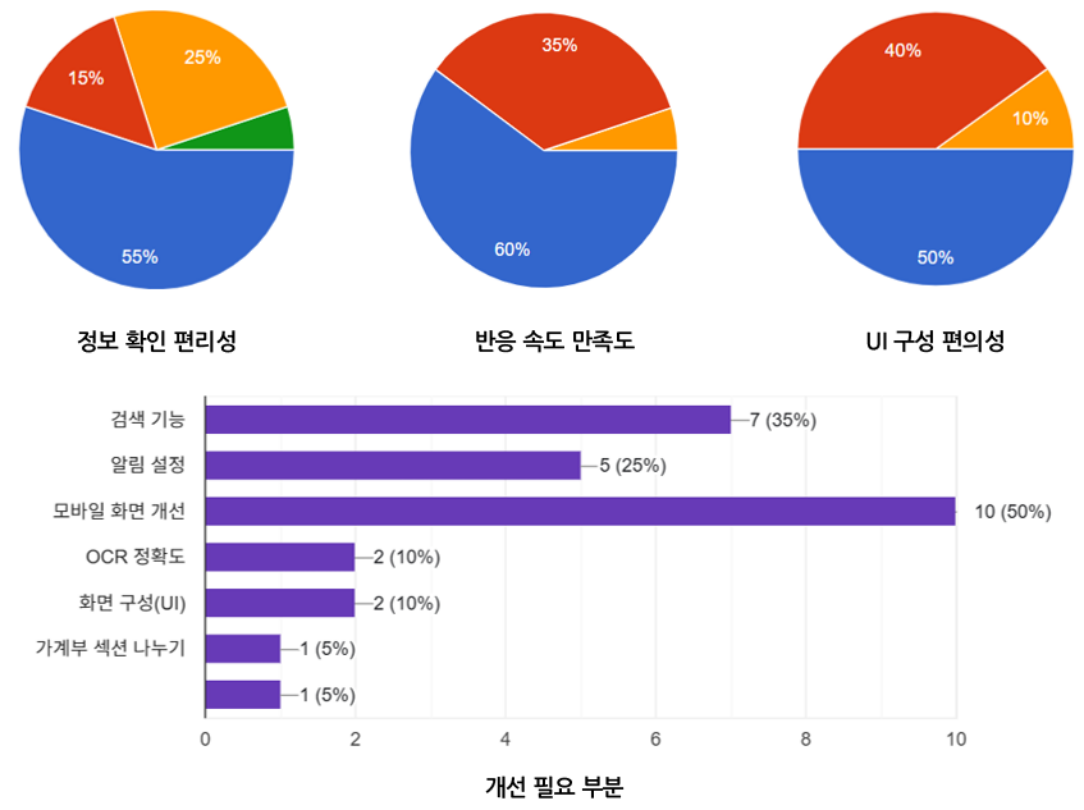 15%
25%
55%
35%
60%
40%
10%
50%
정보 확인 편리성
반응 속도 만족도
UI 구성 편의성
검색 기능 7 (35%)
알림 설정 5 (25%)
모바일 화면 개선 10 (50%)
OCR 정확도 2 (10%)
화면 구성(UI) 2 (10%)
가계부 섹션 나누기 1 (5%)
1 (5%)
0 2 4 6 8 10
개선 필요 부분